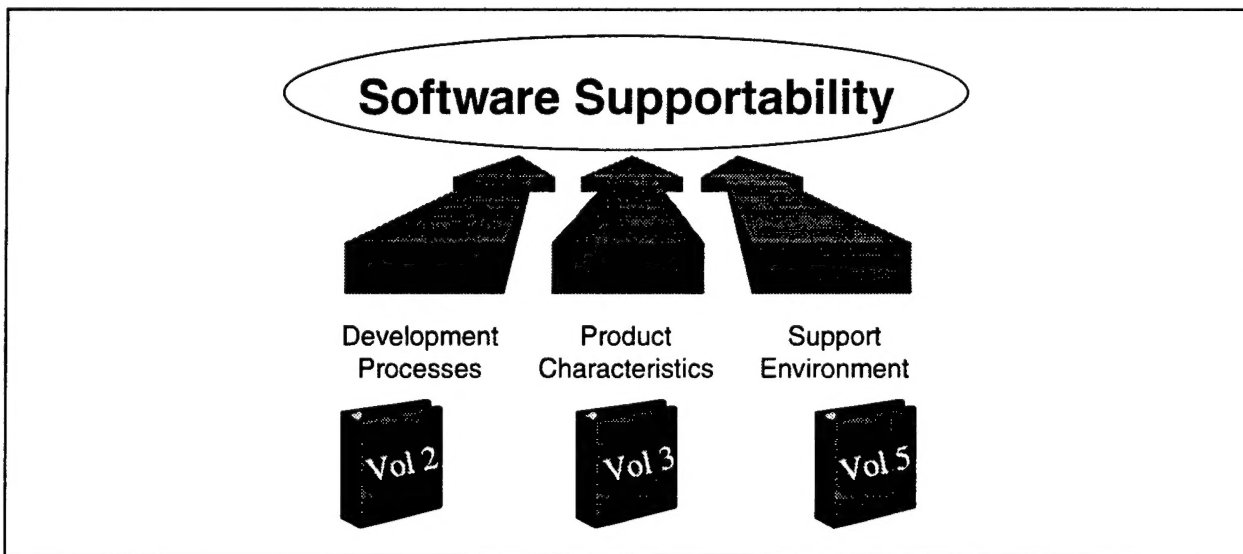 Software Supportability
Development
Processes
Product
Characteristics
Support
Environment
Vol 2
Vol 3
Vol 5